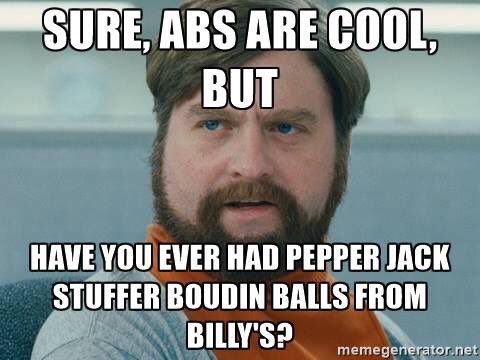 SURE, ABS ARE COOL,
BUT
HAVE YOU EVER HAD PEPPER JACK
STUFFER BOUDIN BALLS FROM
BILLY'S?
memegenerator.net